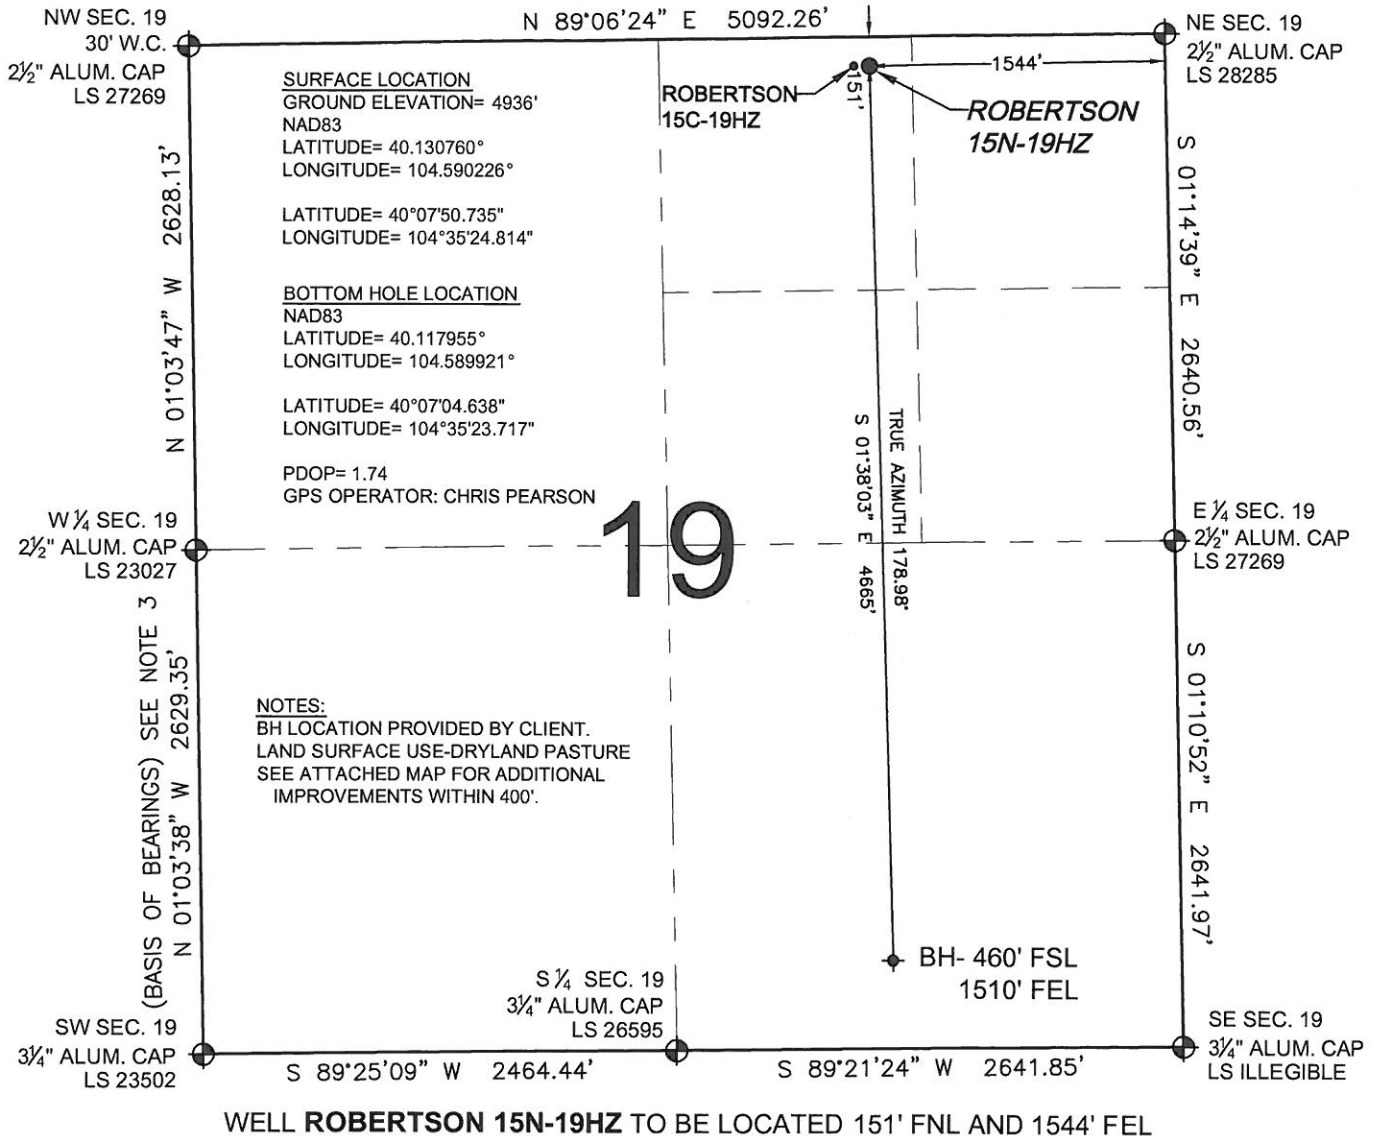 NW SEC. 19
30' W.C.
2½" ALUM. CAP
LS 27269
N 89°06'24" E 5092.26'
NE SEC. 19
2½" ALUM. CAP
LS 28285
SURFACE LOCATION
GROUND ELEVATION= 4936'
NAD83
LATITUDE= 40.130760°
LONGITUDE= 104.590226°
LATITUDE= 40°07'50.735"
LONGITUDE= 104°35'24.814"
BOTTOM HOLE LOCATION
NAD83
LATITUDE= 40.117955°
LONGITUDE= 104.589921°
LATITUDE= 40°07'04.638"
LONGITUDE= 104°35'23.717"
PDOP= 1.74
GPS OPERATOR: CHRIS PEARSON
ROBERTSON
15C-19HZ
151'
1544'
ROBERTSON
15N-19HZ
N 01°03'47" W 2628.13'
S 01°14'39" E 2640.56'
TRUE AZIMUTH 178.98°
S 01°38'03" E 4665'
19
W ¼ SEC. 19
2½" ALUM. CAP
LS 23027
E ¼ SEC. 19
2½" ALUM. CAP
LS 27269
(BASIS OF BEARINGS) SEE NOTE 3
N 01°03'38" W 2629.35'
S 01°10'52" E 2641.97'
NOTES:
BH LOCATION PROVIDED BY CLIENT.
LAND SURFACE USE-DRYLAND PASTURE
SEE ATTACHED MAP FOR ADDITIONAL
IMPROVEMENTS WITHIN 400'.
BH- 460' FSL
1510' FEL
S ¼ SEC. 19
3¼" ALUM. CAP
LS 26595
SW SEC. 19
3¼" ALUM. CAP
LS 23502
SE SEC. 19
3¼" ALUM. CAP
LS ILLEGIBLE
S 89°25'09" W 2464.44'
S 89°21'24" W 2641.85'
WELL ROBERTSON 15N-19HZ TO BE LOCATED 151' FNL AND 1544' FEL